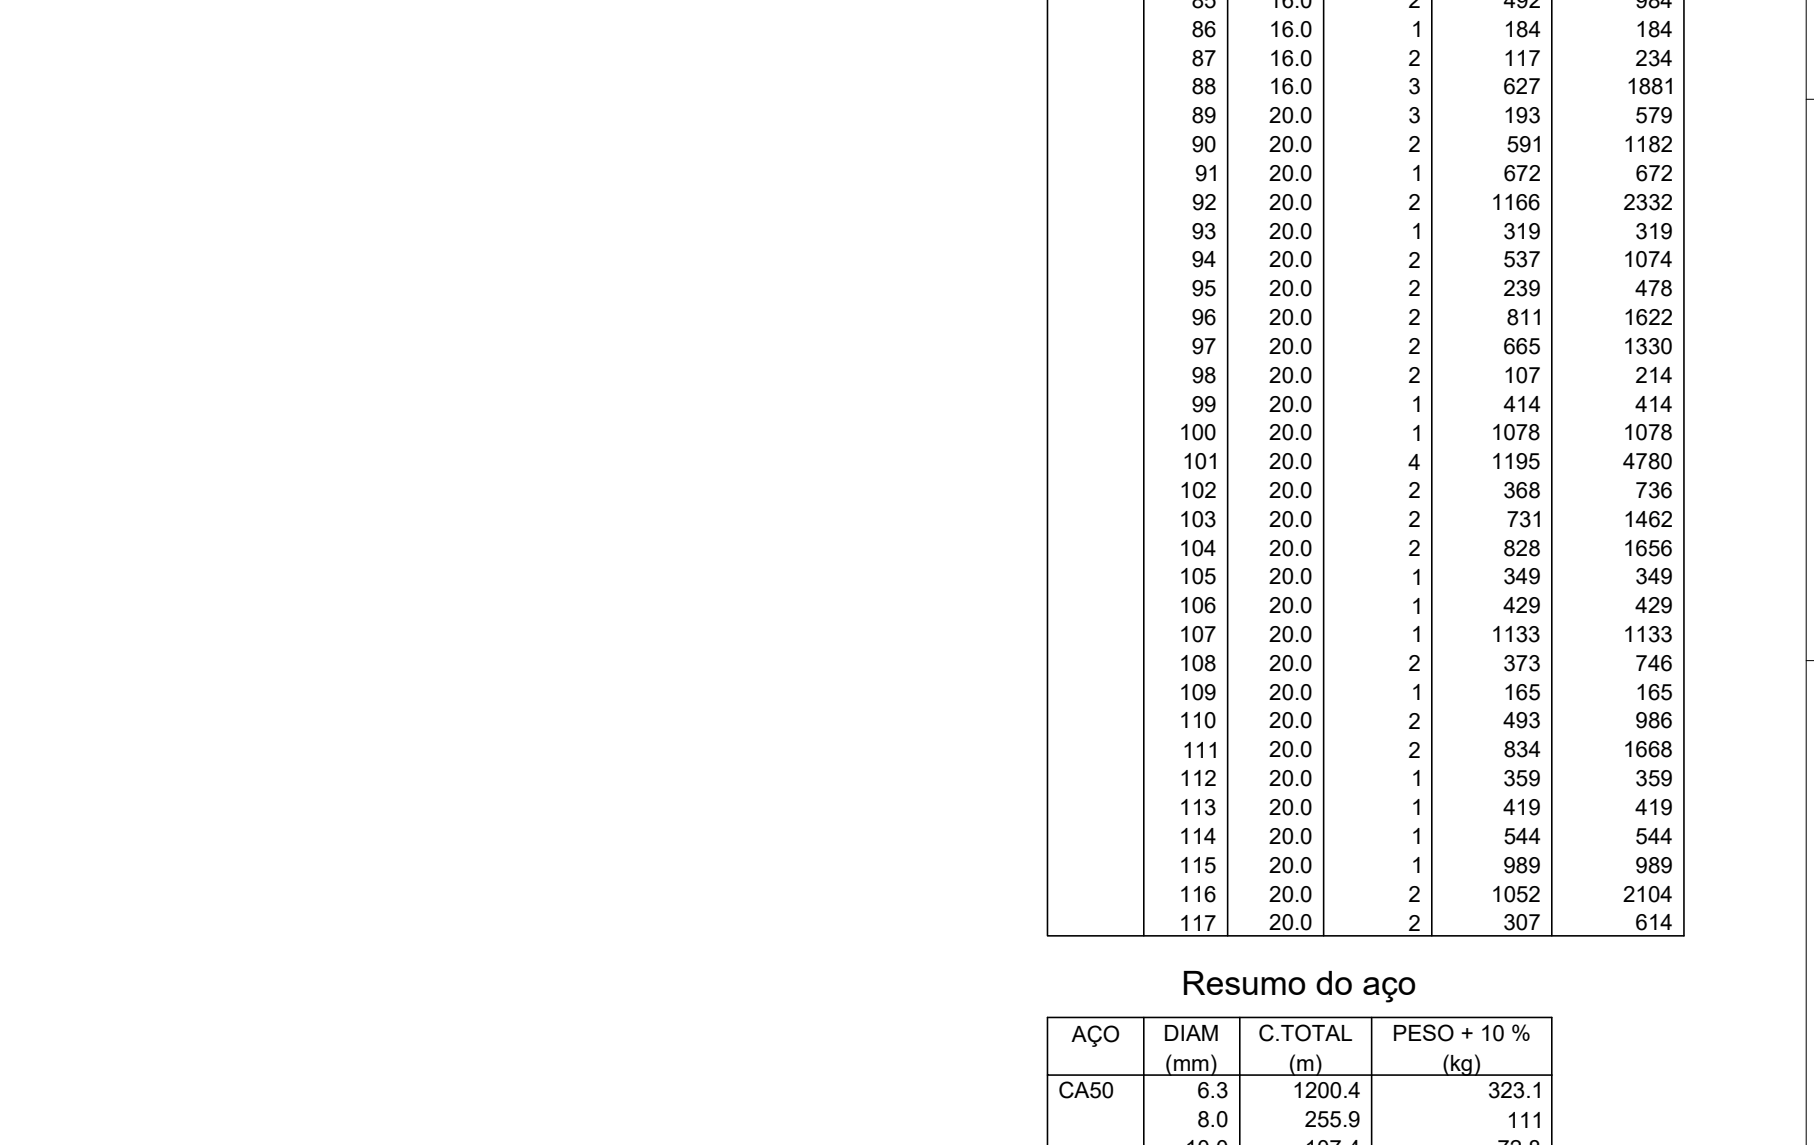 85 16.0 2 492 984
86 16.0 1 184 184
87 16.0 2 117 234
88 16.0 3 627 1881
89 20.0 3 193 579
90 20.0 2 591 1182
91 20.0 1 672 672
92 20.0 2 1166 2332
93 20.0 1 319 319
94 20.0 2 537 1074
95 20.0 2 239 478
96 20.0 2 811 1622
97 20.0 2 665 1330
98 20.0 2 107 214
99 20.0 1 414 414
100 20.0 1 1078 1078
101 20.0 4 1195 4780
102 20.0 2 368 736
103 20.0 2 731 1462
104 20.0 2 828 1656
105 20.0 1 349 349
106 20.0 1 429 429
107 20.0 1 1133 1133
108 20.0 2 373 746
109 20.0 1 165 165
110 20.0 2 493 986
111 20.0 2 834 1668
112 20.0 1 359 359
113 20.0 1 419 419
114 20.0 1 544 544
115 20.0 1 989 989
116 20.0 2 1052 2104
117 20.0 2 307 614
Resumo do aço
AÇO DIAM C.TOTAL PESO + 10 %
(mm) (m) (kg)
CA50 6.3 1200.4 323.1
8.0 255.9 111